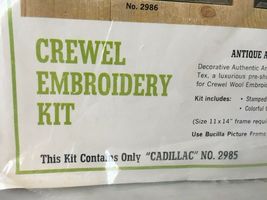 No. 2986
CREWEL
EMBROIDERY
KIT
ANTIQUE A
Decorative Authentic An
Tex, a luxurious pre-sh
for Crewel Wool Embroid
Kit includes: • Stamped
• Colorful
(Size 11 x 14" frame requi
Use Bucilla Picture Frame
This Kit Contains Only "CADILLAC" NO. 2985